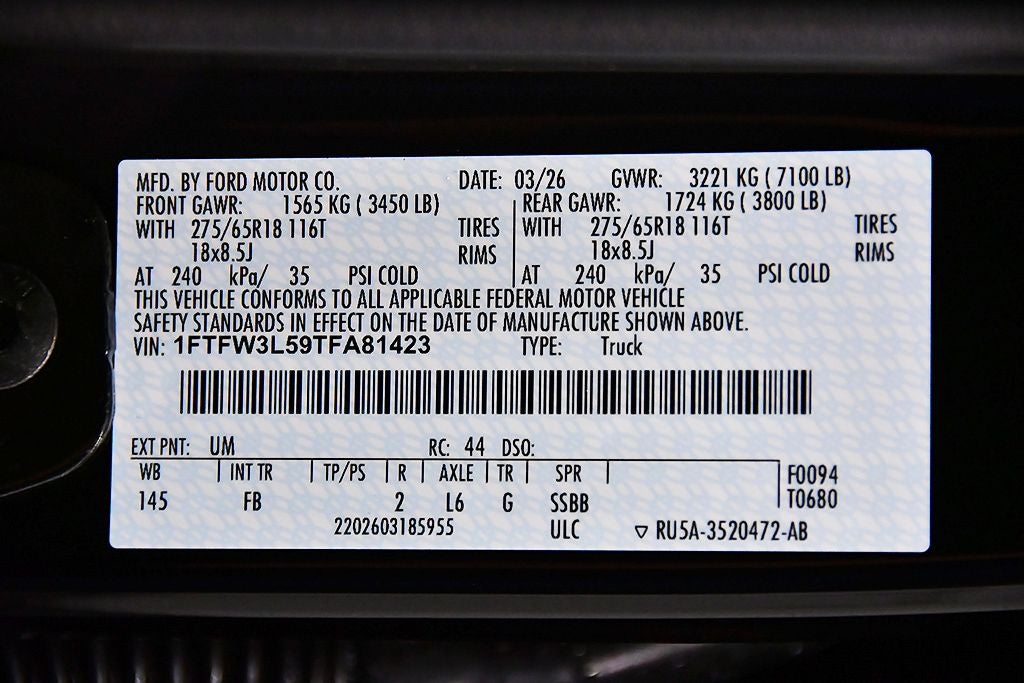 MFD. BY FORD MOTOR CO. DATE: 03/26 GVWR: 3221 KG ( 7100 LB)
FRONT GAWR: 1565 KG ( 3450 LB) REAR GAWR: 1724 KG ( 3800 LB)
WITH 275/65R18 116T TIRES WITH 275/65R18 116T TIRES
18x8.5J RIMS 18x8.5J RIMS
AT 240 kPa/ 35 PSI COLD AT 240 kPa/ 35 PSI COLD
THIS VEHICLE CONFORMS TO ALL APPLICABLE FEDERAL MOTOR VEHICLE
SAFETY STANDARDS IN EFFECT ON THE DATE OF MANUFACTURE SHOWN ABOVE.
VIN: 1FTFW3L59TFA81423 TYPE: Truck
EXT PNT: UM RC: 44 DSO:
WB INT TR TP/PS R AXLE TR SPR F0094
145 FB 2 L6 G SSBB T0680
2202603185955 ULC ▽ RU5A-3520472-AB